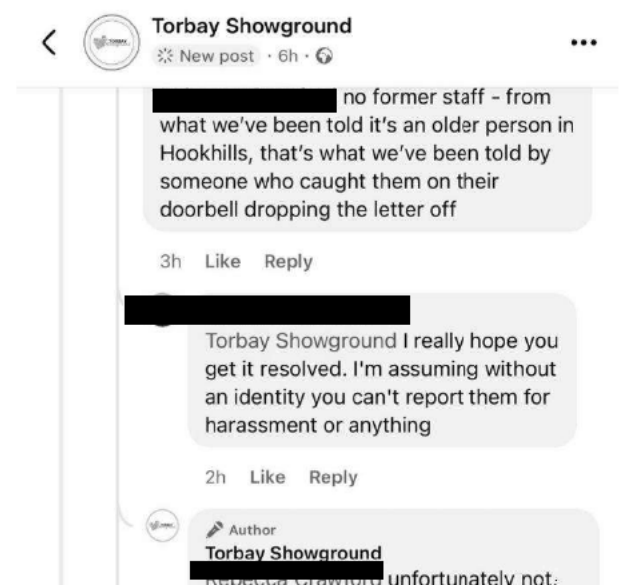 Torbay Showground
New post · 6h ·
no former staff - from
what we've been told it's an older person in
Hookhills, that's what we've been told by
someone who caught them on their
doorbell dropping the letter off
3h Like Reply
Torbay Showground I really hope you
get it resolved. I'm assuming without
an identity you can't report them for
harassment or anything
2h Like Reply
Author
Torbay Showground
unfortunately not.